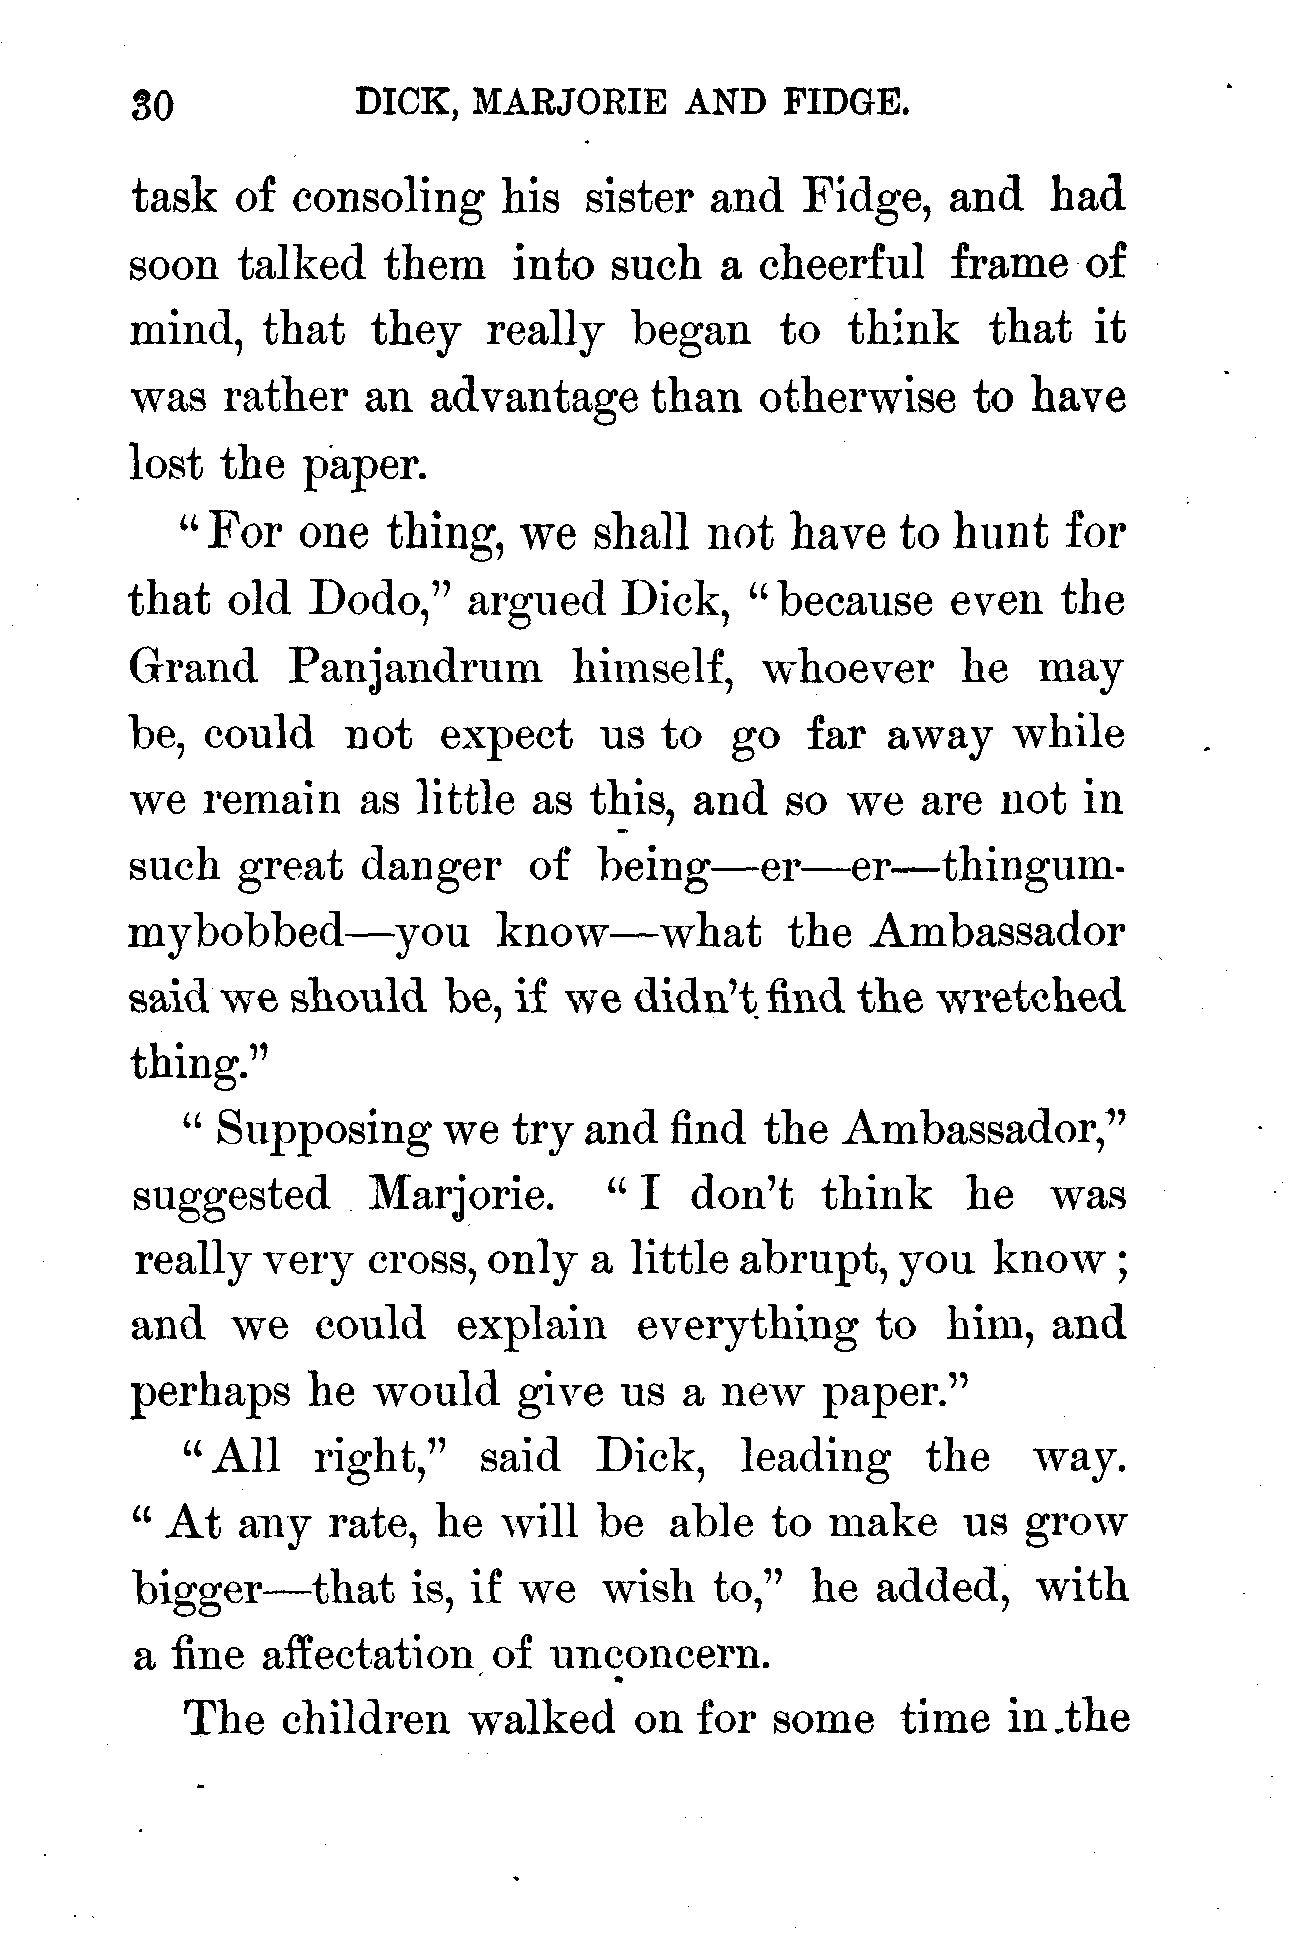 30 DICK, MARJORIE AND FIDGE.
task of consoling his sister and Fidge, and had
soon talked them into such a cheerful frame of
mind, that they really began to think that it
was rather an advantage than otherwise to have
lost the paper.
“For one thing, we shall not have to hunt for
that old Dodo,” argued Dick, “because even the
Grand Panjandrum himself, whoever he may
be, could not expect us to go far away while
we remain as little as this, and so we are not in
such great danger of being—er—er—thingum-
mybobbed—you know—what the Ambassador
said we should be, if we didn’t find the wretched
thing.”
“Supposing we try and find the Ambassador,”
suggested Marjorie. “I don’t think he was
really very cross, only a little abrupt, you know;
and we could explain everything to him, and
perhaps he would give us a new paper.”
“All right,” said Dick, leading the way.
“At any rate, he will be able to make us grow
bigger—that is, if we wish to,” he added, with
a fine affectation of unconcern.
The children walked on for some time in the